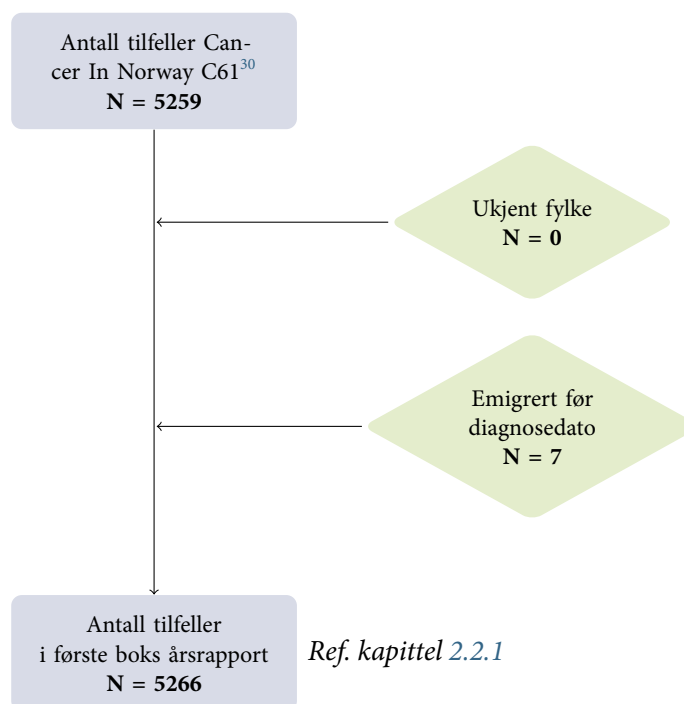 Antall tilfeller Can-
cer In Norway C61³⁰
N = 5259
Ukjent fylke
N = 0
Emigrert før
diagnosedato
N = 7
Antall tilfeller
i første boks årsrapport
N = 5266
Ref. kapittel 2.2.1